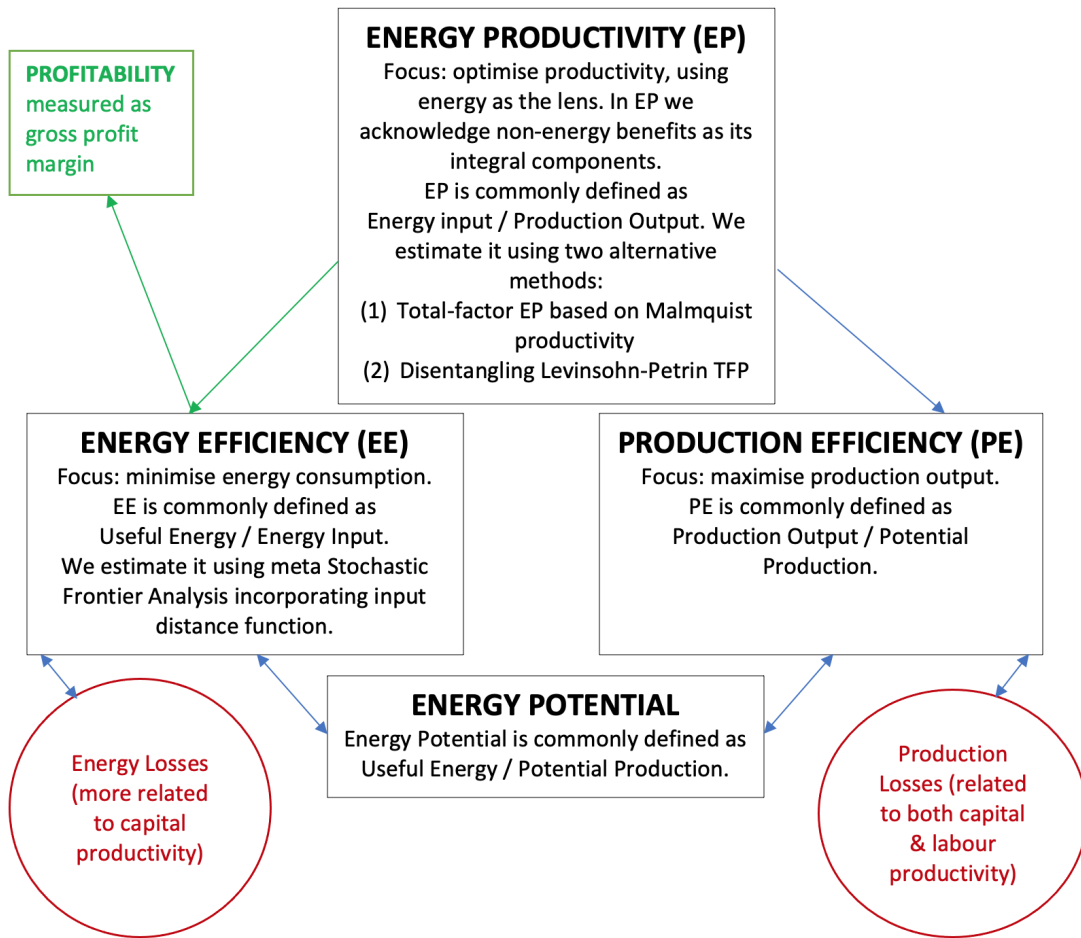 ENERGY PRODUCTIVITY (EP)
Focus: optimise productivity, using
energy as the lens. In EP we
acknowledge non-energy benefits as its
integral components.
EP is commonly defined as
Energy input / Production Output. We
estimate it using two alternative
methods:
(1) Total-factor EP based on Malmquist
productivity
(2) Disentangling Levinsohn-Petrin TFP
PROFITABILITY
measured as
gross profit
margin
ENERGY EFFICIENCY (EE)
Focus: minimise energy consumption.
EE is commonly defined as
Useful Energy / Energy Input.
We estimate it using meta Stochastic
Frontier Analysis incorporating input
distance function.
PRODUCTION EFFICIENCY (PE)
Focus: maximise production output.
PE is commonly defined as
Production Output / Potential
Production.
ENERGY POTENTIAL
Energy Potential is commonly defined as
Useful Energy / Potential Production.
Energy Losses
(more related
to capital
productivity)
Production
Losses (related
to both capital
& labour
productivity)